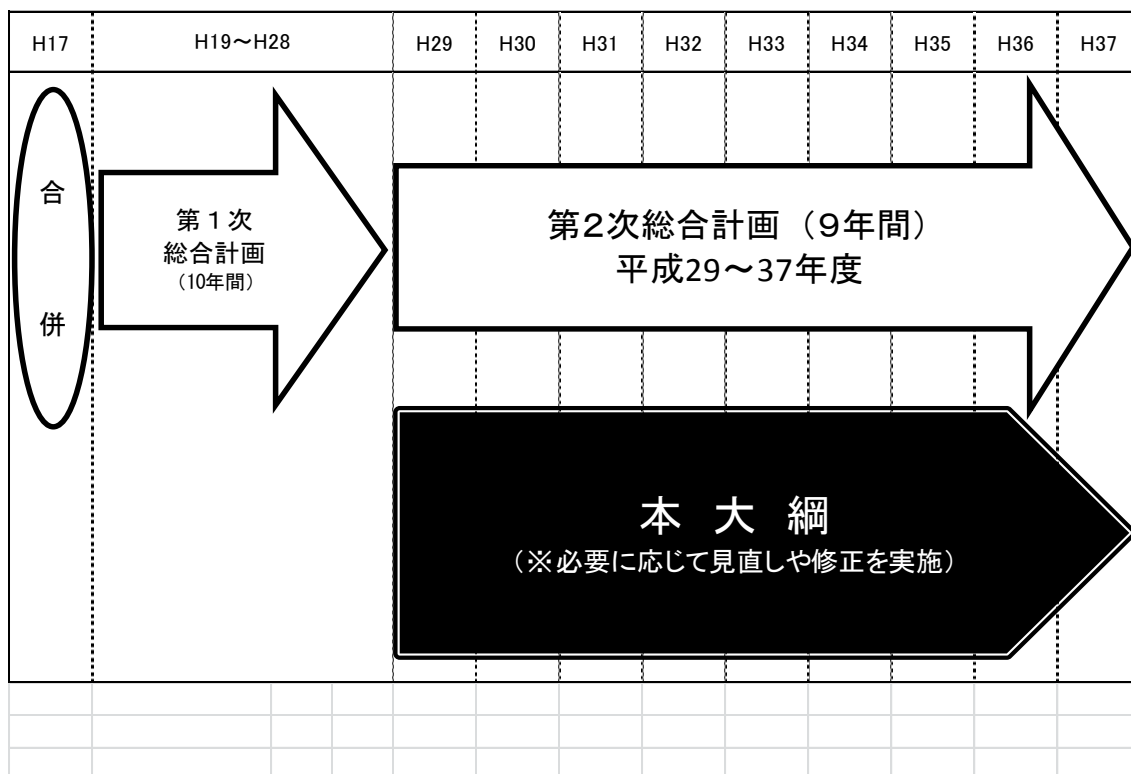 H17 H19～H28 H29 H30 H31 H32 H33 H34 H35 H36 H37
合
併
第１次
総合計画
（10年間）
第２次総合計画（９年間）
平成29～37年度
本 大 綱
（※必要に応じて見直しや修正を実施）